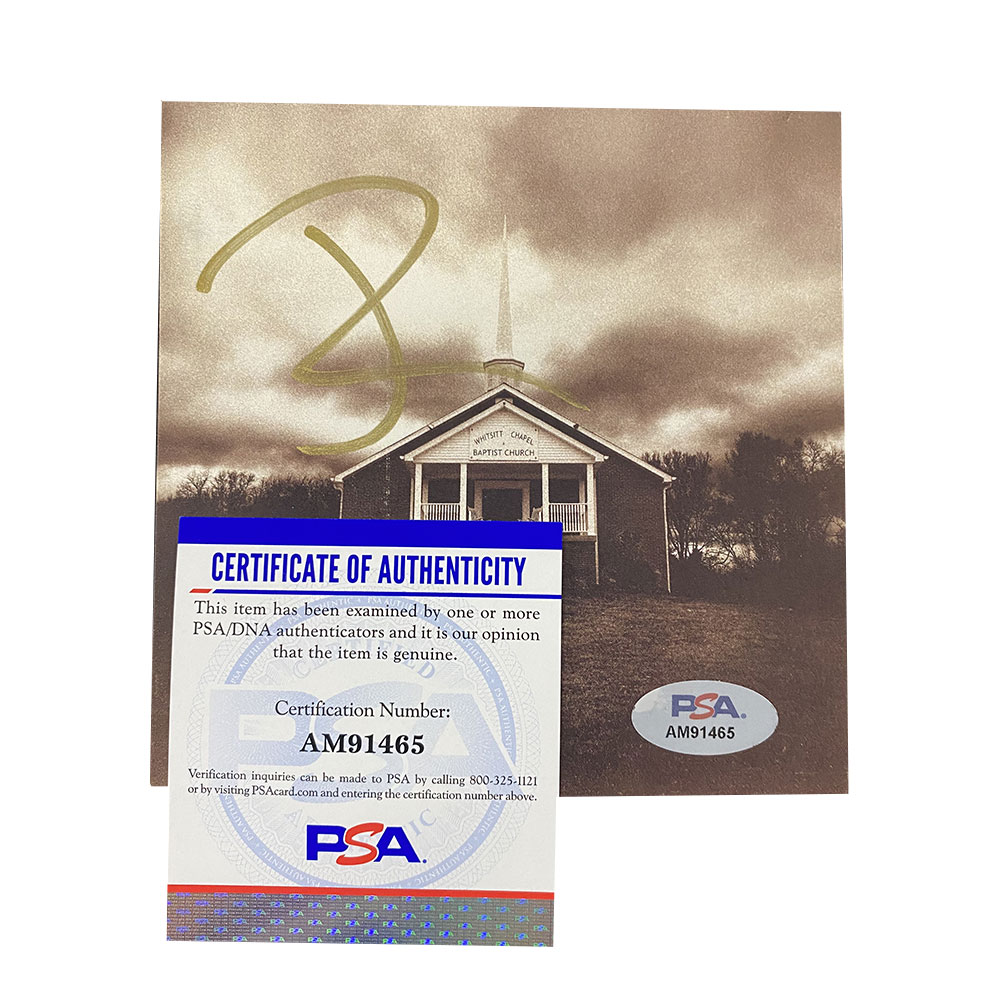 WHITSITT CHAPEL
BAPTIST CHURCH
CERTIFICATE OF AUTHENTICITY
This item has been examined by one or more
PSA/DNA authenticators and it is our opinion
that the item is genuine.
Certification Number:
AM91465
Verification inquiries can be made to PSA by calling 800-325-1121
or by visiting PSAcard.com and entering the certification number above.
PSA.
PSA.
AM91465